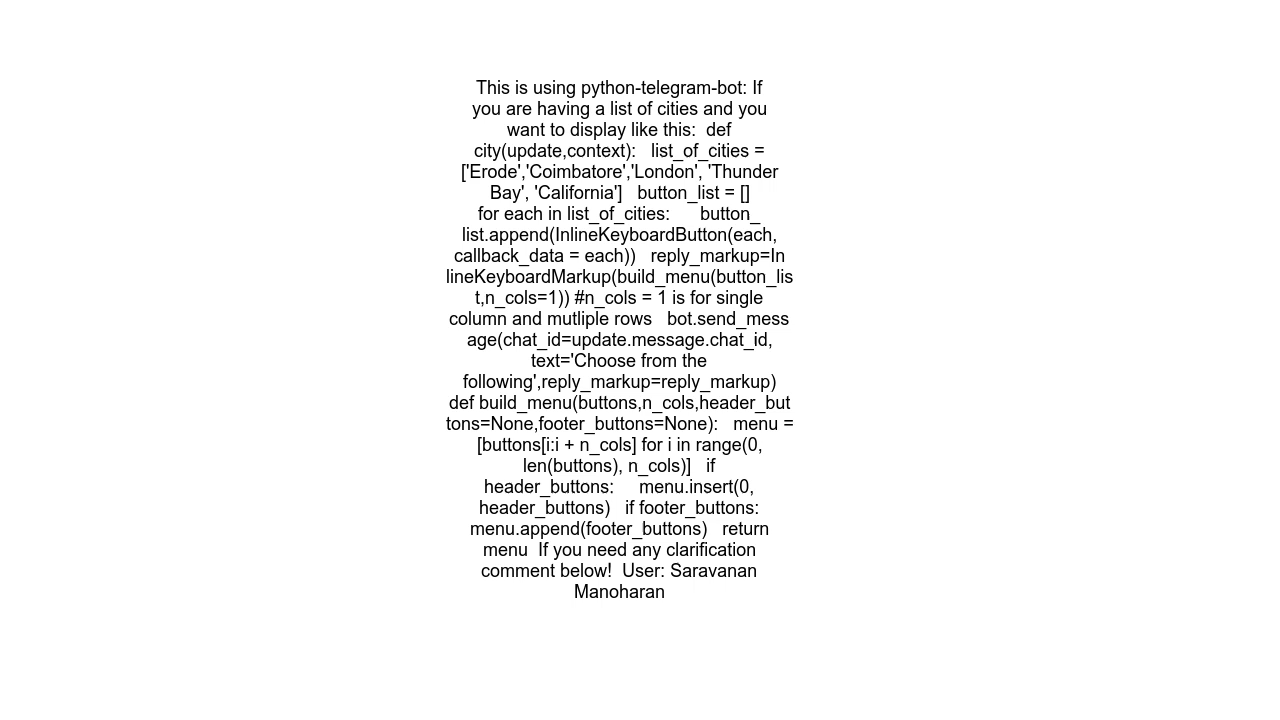 This is using python-telegram-bot: If
you are having a list of cities and you
want to display like this:  def
city(update,context):   list_of_cities =
['Erode','Coimbatore','London', 'Thunder
Bay', 'California']   button_list = []
for each in list_of_cities:      button_
list.append(InlineKeyboardButton(each,
callback_data = each))   reply_markup=In
lineKeyboardMarkup(build_menu(button_lis
t,n_cols=1)) #n_cols = 1 is for single
column and mutliple rows   bot.send_mess
age(chat_id=update.message.chat_id,
text='Choose from the
following',reply_markup=reply_markup)
def build_menu(buttons,n_cols,header_but
tons=None,footer_buttons=None):   menu =
[buttons[i:i + n_cols] for i in range(0,
len(buttons), n_cols)]   if
header_buttons:     menu.insert(0,
header_buttons)   if footer_buttons:
menu.append(footer_buttons)   return
menu  If you need any clarification
comment below!  User: Saravanan
Manoharan